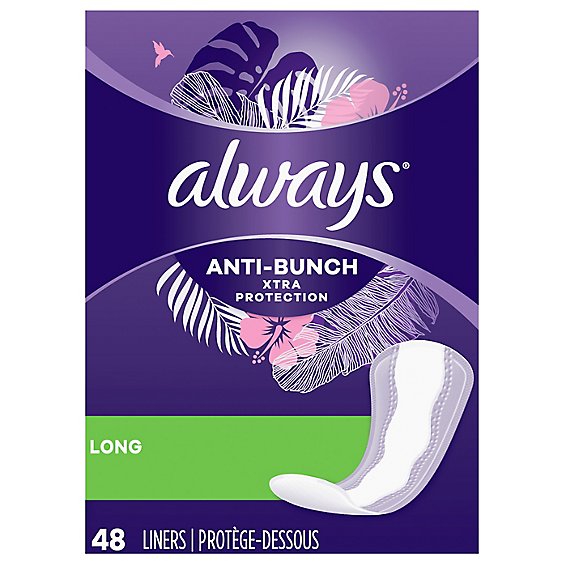 always®
ANTI-BUNCH
XTRA
PROTECTION
LONG
48 LINERS | PROTÈGE-DESSOUS